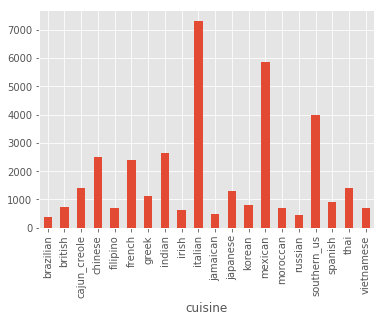 7000
6000
5000
4000
3000
2000
1000
0
brazilian
british
cajun_creole
chinese
filipino
french
greek
indian
irish
italian
jamaican
japanese
korean
mexican
moroccan
russian
southern_us
spanish
thai
vietnamese
cuisine